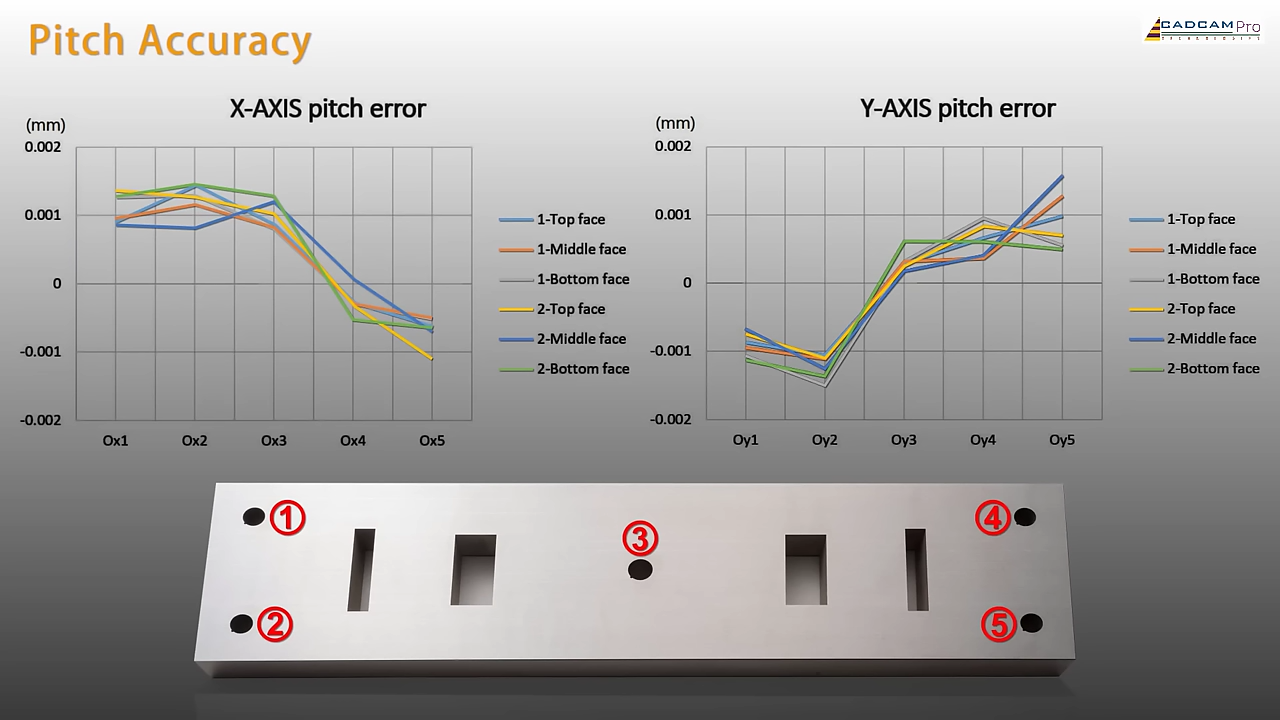 Pitch Accuracy
CADCAM Pro
X-AXIS pitch error
(mm)
0.002
0.001
0
-0.001
-0.002
Ox1 Ox2 Ox3 Ox4 Ox5
1-Top face
1-Middle face
1-Bottom face
2-Top face
2-Middle face
2-Bottom face
Y-AXIS pitch error
(mm)
0.002
0.001
0
-0.001
-0.002
Oy1 Oy2 Oy3 Oy4 Oy5
1-Top face
1-Middle face
1-Bottom face
2-Top face
2-Middle face
2-Bottom face
① ④
③
② ⑤